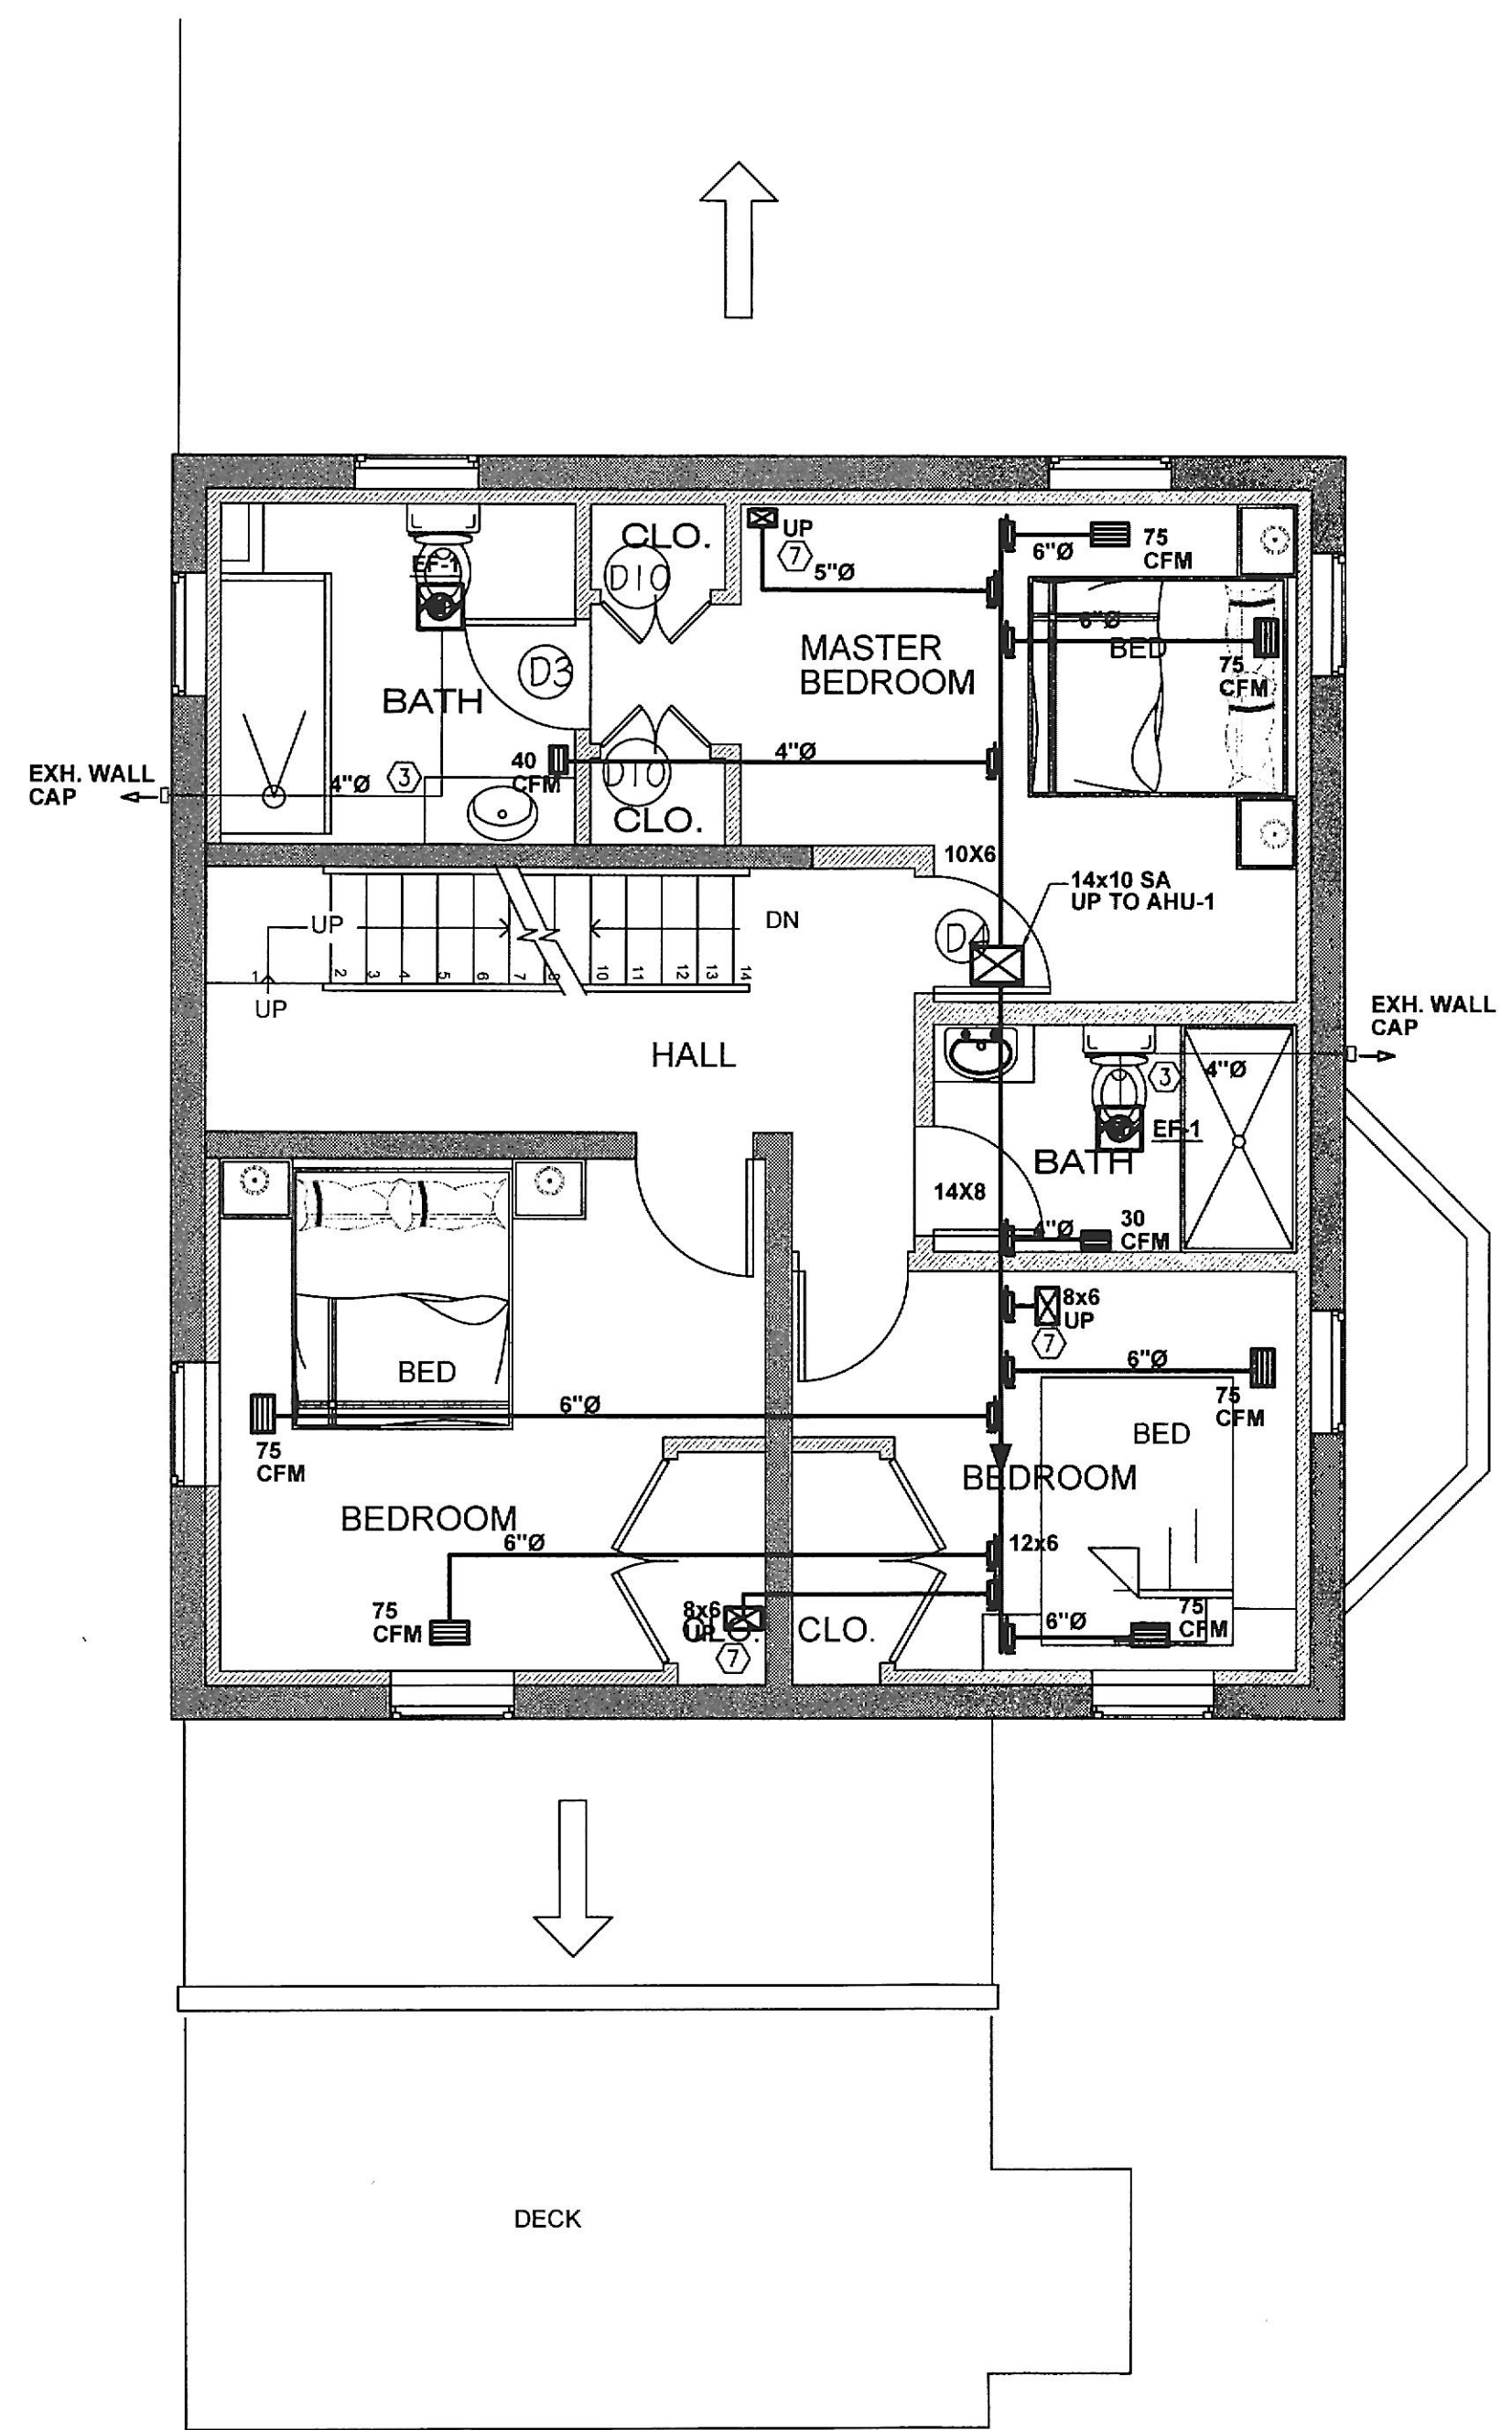 CLO.
UP
7
5"Ø
6"Ø
75
CFM
EF-1
D10
6"Ø
BED
75
CFM
MASTER
BEDROOM
D3
BATH
40
CFM
4"Ø
D10
CLO.
EXH. WALL
CAP
4"Ø
3
10X6
14x10 SA
UP TO AHU-1
UP
DN
1
2
3
4
5
6
7
8
10
11
12
13
14
UP
HALL
EXH. WALL
CAP
3
4"Ø
EF-1
BATH
14X8
4"Ø
30
CFM
8x6
UP
7
6"Ø
75
CFM
BED
6"Ø
BED
75
CFM
BEDROOM
BEDROOM
6"Ø
12x6
75
CFM
8x6
UP
CLO.
7
CLO.
6"Ø
75
CFM
DECK